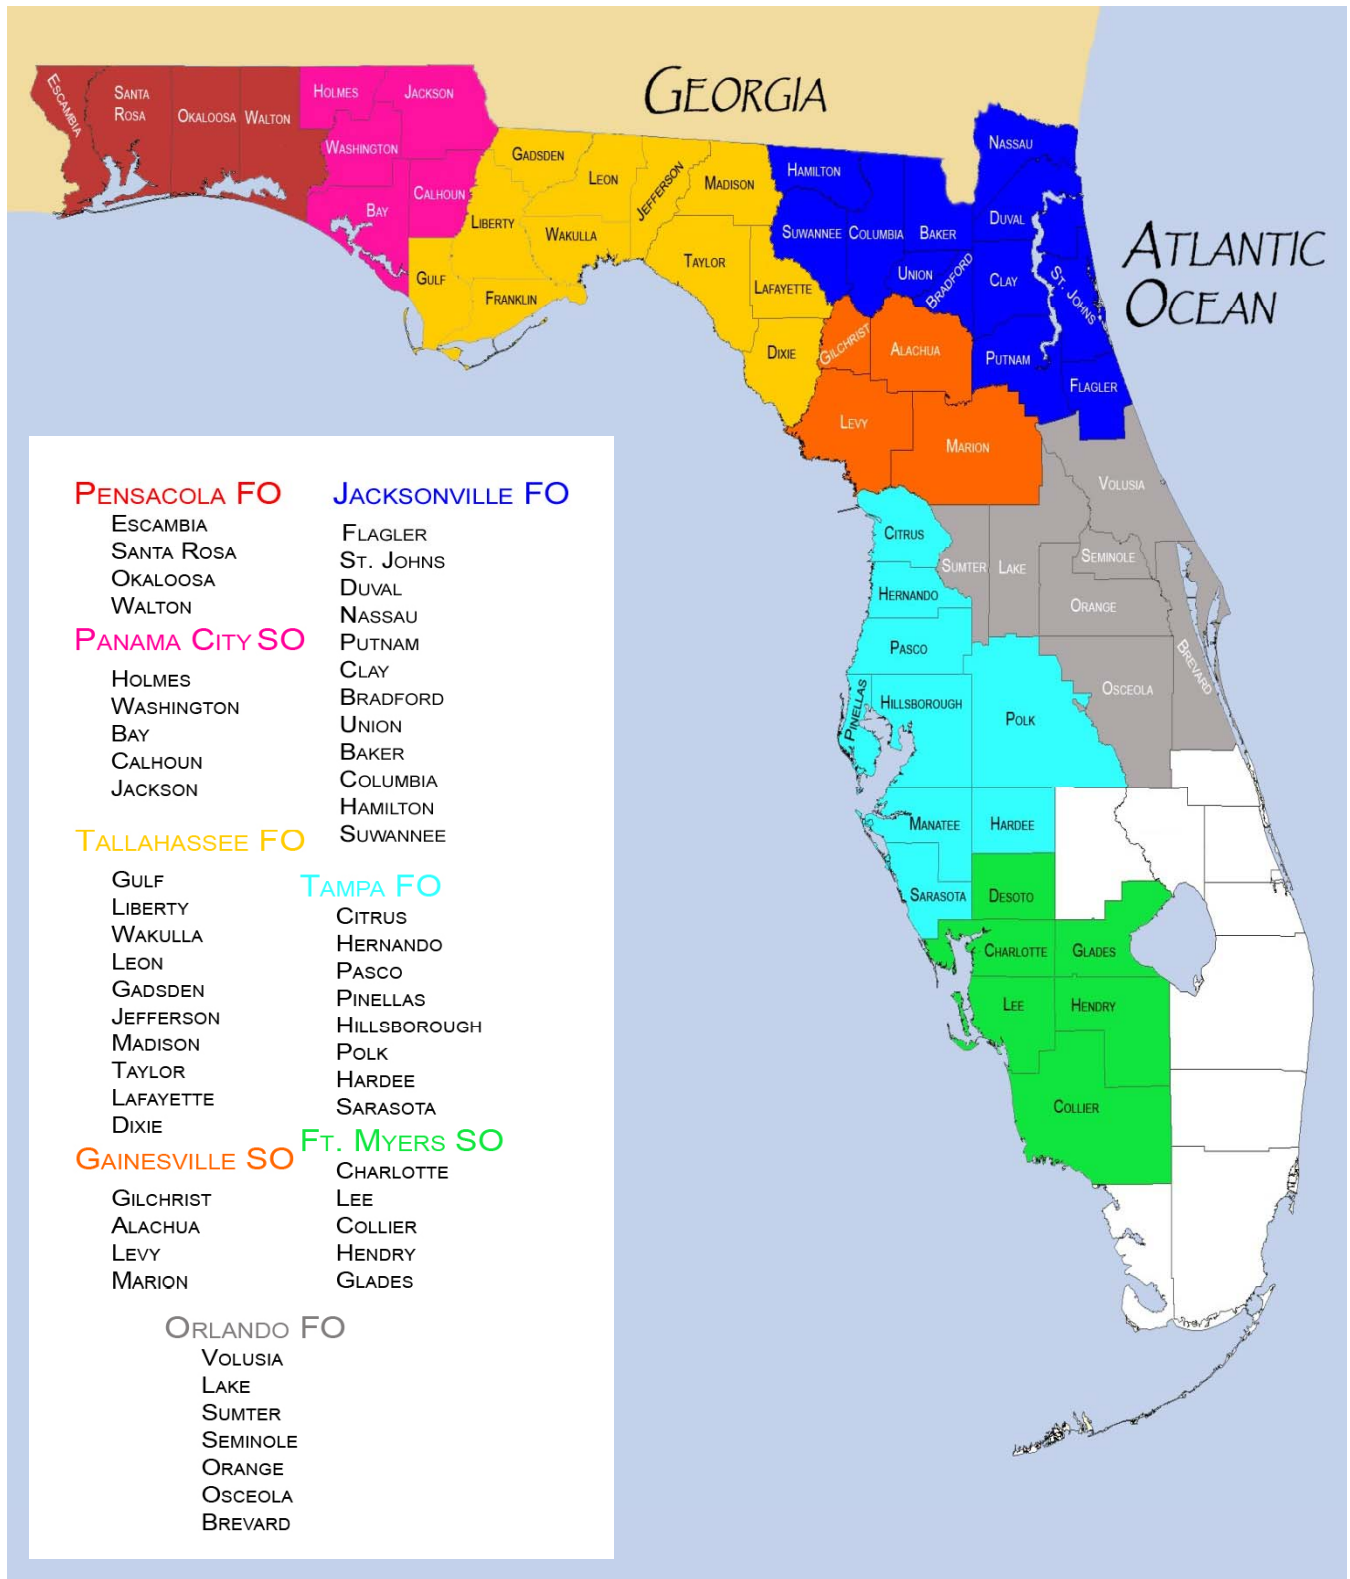 GEORGIA
ATLANTIC
OCEAN
ESCAMBIA
SANTA
ROSA
OKALOOSA
WALTON
HOLMES
JACKSON
WASHINGTON
BAY
CALHOUN
GADSDEN
LEON
JEFFERSON
MADISON
LIBERTY
WAKULLA
GULF
FRANKLIN
TAYLOR
LAFAYETTE
DIXIE
HAMILTON
SUWANNEE
COLUMBIA
BAKER
NASSAU
DUVAL
UNION
BRADFORD
CLAY
ST. JOHNS
PUTNAM
FLAGLER
GILCHRIST
ALACHUA
LEVY
MARION
VOLUSIA
CITRUS
SUMTER
LAKE
SEMINOLE
HERNANDO
ORANGE
PASCO
BREVARD
OSCEOLA
PINELLAS
HILLSBOROUGH
POLK
MANATEE
HARDEE
SARASOTA
DESOTO
CHARLOTTE
GLADES
LEE
HENDRY
COLLIER
PENSACOLA FO
ESCAMBIA
SANTA ROSA
OKALOOSA
WALTON
PANAMA CITY SO
HOLMES
WASHINGTON
BAY
CALHOUN
JACKSON
TALLAHASSEE FO
GULF
LIBERTY
WAKULLA
LEON
GADSDEN
JEFFERSON
MADISON
TAYLOR
LAFAYETTE
DIXIE
GAINESVILLE SO
GILCHRIST
ALACHUA
LEVY
MARION
JACKSONVILLE FO
FLAGLER
ST. JOHNS
DUVAL
NASSAU
PUTNAM
CLAY
BRADFORD
UNION
BAKER
COLUMBIA
HAMILTON
SUWANNEE
TAMPA FO
CITRUS
HERNANDO
PASCO
PINELLAS
HILLSBOROUGH
POLK
HARDEE
SARASOTA
FT. MYERS SO
CHARLOTTE
LEE
COLLIER
HENDRY
GLADES
ORLANDO FO
VOLUSIA
LAKE
SUMTER
SEMINOLE
ORANGE
OSCEOLA
BREVARD